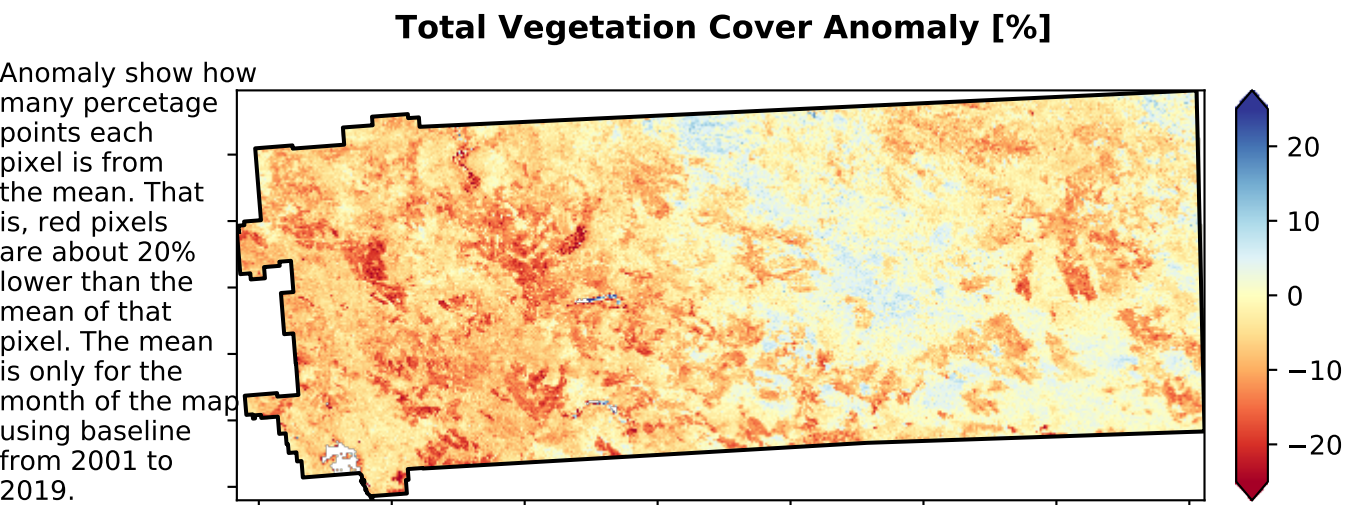 Total Vegetation Cover Anomaly [%]
Anomaly show how
many percetage
points each
pixel is from
the mean. That
is, red pixels
are about 20%
lower than the
mean of that
pixel. The mean
is only for the
month of the map
using baseline
from 2001 to
2019.
20
10
0
−10
−20